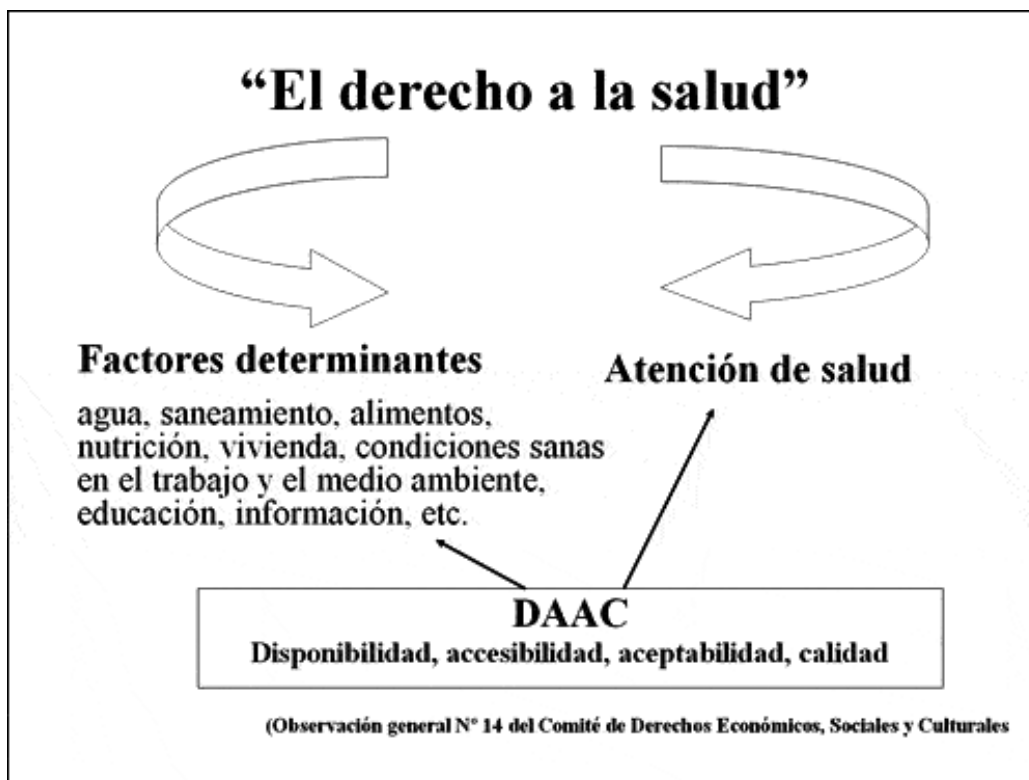 “El derecho a la salud”
Factores determinantes
agua, saneamiento, alimentos,
nutrición, vivienda, condiciones sanas
en el trabajo y el medio ambiente,
educación, información, etc.
Atención de salud
DAAC
Disponibilidad, accesibilidad, aceptabilidad, calidad
(Observación general Nº 14 del Comité de Derechos Económicos, Sociales y Culturales